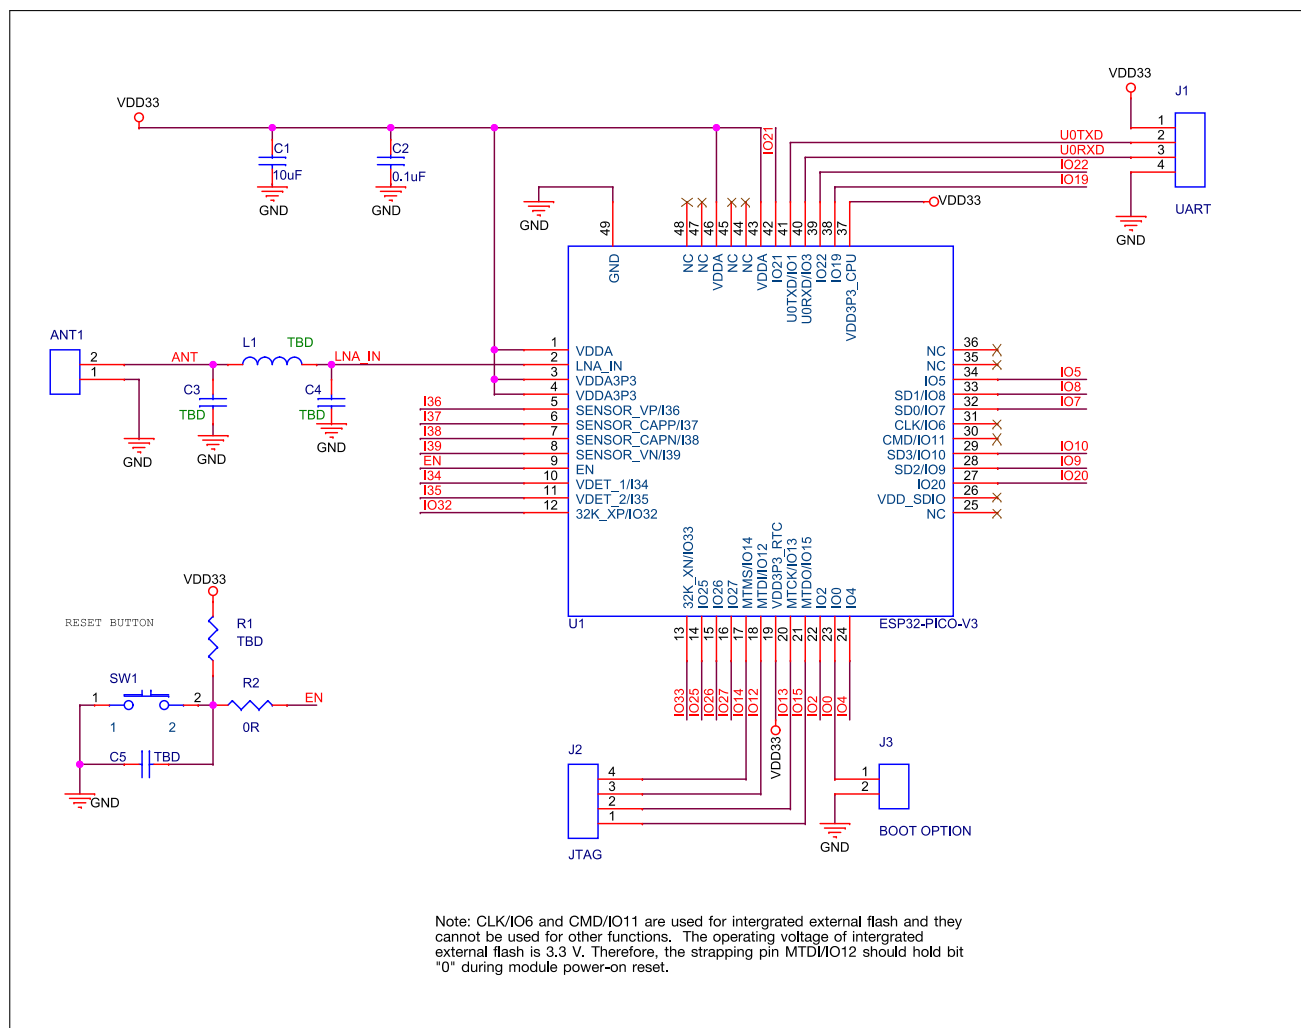 VDD33
C1
10uF
GND
C2
0.1uF
GND
IO21
VDD33
J1
U0TXD
1
U0RXD
2
IO22
3
IO19
4
UART
GND
VDD33
GND
49
48
47
46
45
44
43
42
41
40
39
38
37
GND
NC
NC
VDDA
NC
NC
VDDA
IO21
U0TXD/IO1
U0RXD/IO3
IO22
IO19
VDD3P3_CPU
ANT1
2
1
ANT
L1
TBD
LNA_IN
C3
TBD
C4
TBD
GND
GND
GND
1 VDDA
2 LNA_IN
3 VDDA3P3
4 VDDA3P3
I36 5 SENSOR_VP/I36
I37 6 SENSOR_CAPP/I37
I38 7 SENSOR_CAPN/I38
I39 8 SENSOR_VN/I39
EN 9 EN
I34 10 VDET_1/I34
I35 11 VDET_2/I35
IO32 12 32K_XP/IO32
NC 36
NC 35
IO5 34 IO5
SD1/IO8 33 IO8
SD0/IO7 32 IO7
CLK/IO6 31
CMD/IO11 30
SD3/IO10 29 IO10
SD2/IO9 28 IO9
IO20 27 IO20
VDD_SDIO 26
NC 25
32K_XN/IO33
IO25
IO26
IO27
MTMS/IO14
MTDI/IO12
VDD3P3_RTC
MTCK/IO13
MTDO/IO15
IO2
IO0
IO4
U1
ESP32-PICO-V3
13
14
15
16
17
18
19
20
21
22
23
24
IO33
IO25
IO26
IO27
IO14
IO12
VDD33
IO13
IO15
IO2
IO0
IO4
VDD33
RESET BUTTON
R1
TBD
SW1
1
2
1
2
R2
0R
EN
C5
TBD
GND
J2
4
3
2
1
JTAG
J3
1
2
GND
BOOT OPTION
Note: CLK/IO6 and CMD/IO11 are used for intergrated external flash and they
cannot be used for other functions. The operating voltage of intergrated
external flash is 3.3 V. Therefore, the strapping pin MTDI/IO12 should hold bit
"0" during module power-on reset.